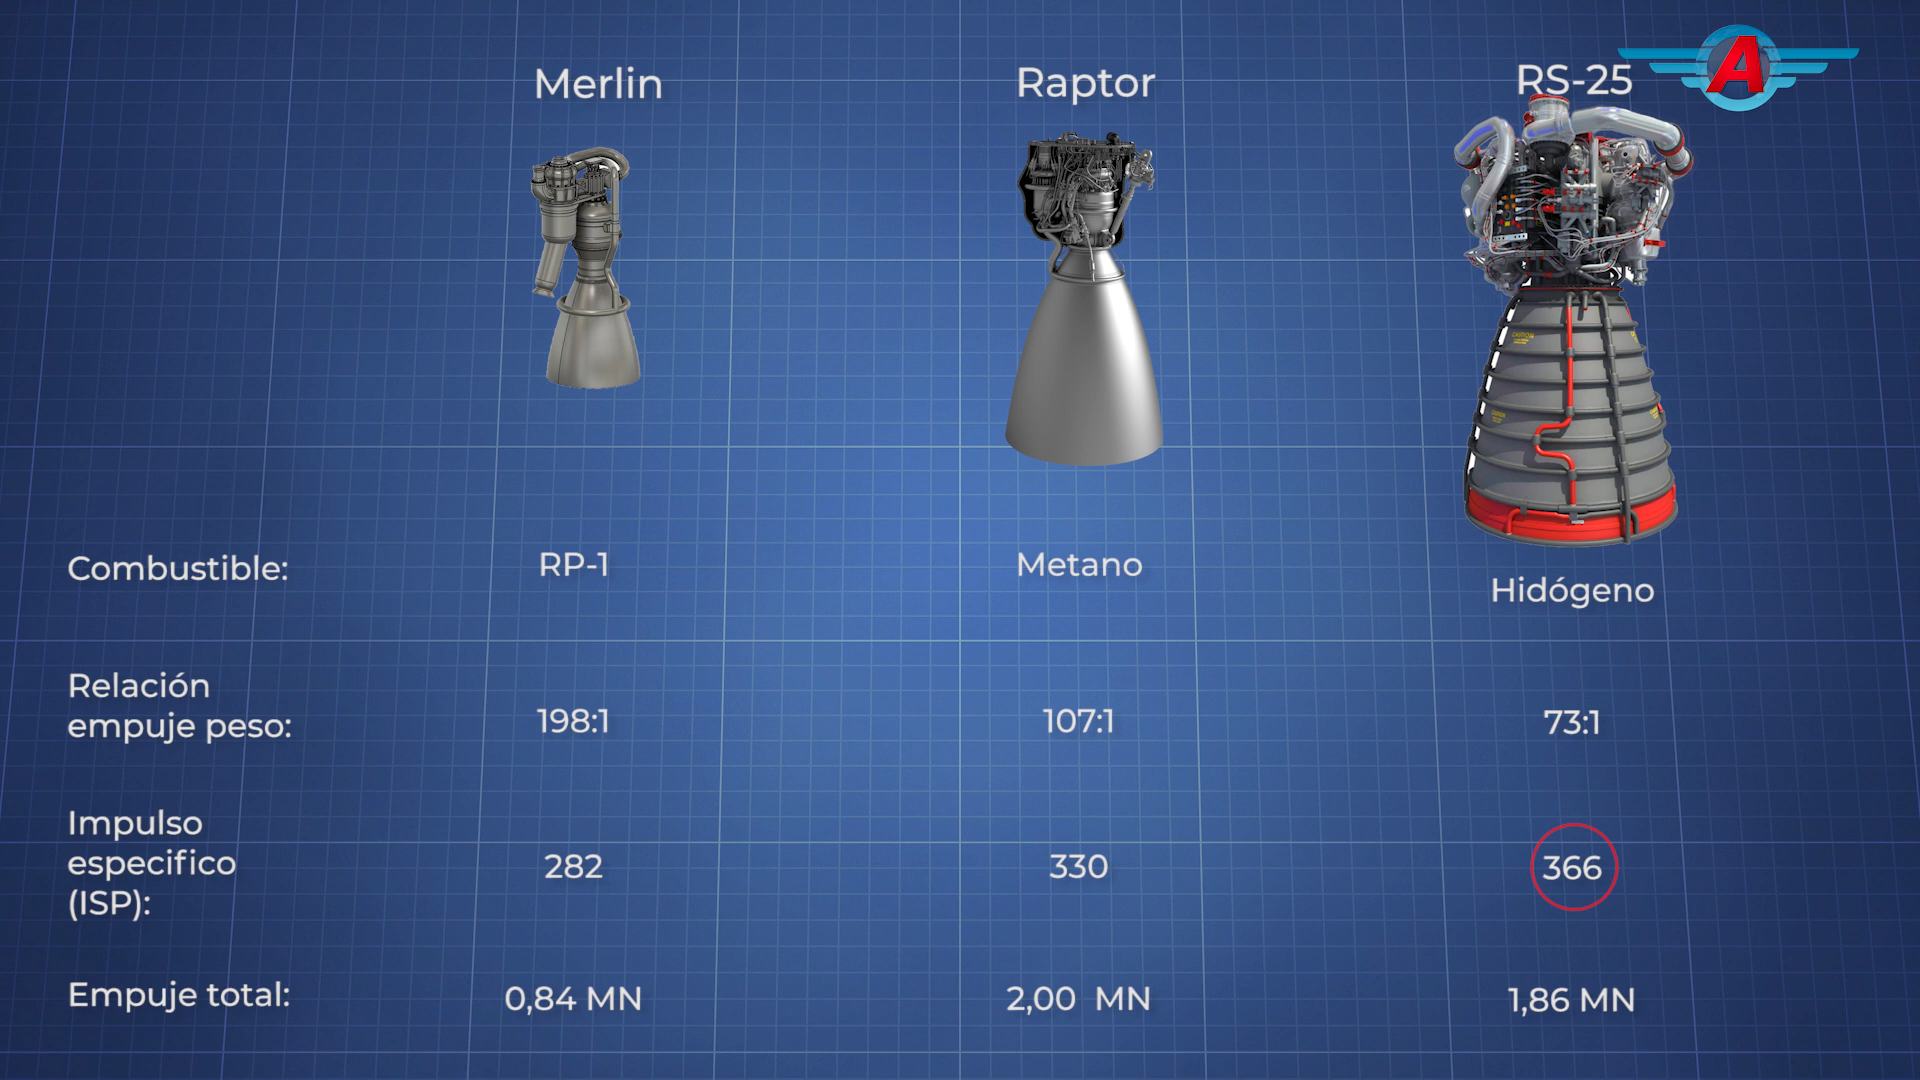 Merlin
Raptor
RS-25
A
Combustible:
RP-1
Metano
Hidógeno
Relación
empuje peso:
198:1
107:1
73:1
Impulso
especifico
(ISP):
282
330
366
Empuje total:
0,84 MN
2,00 MN
1,86 MN